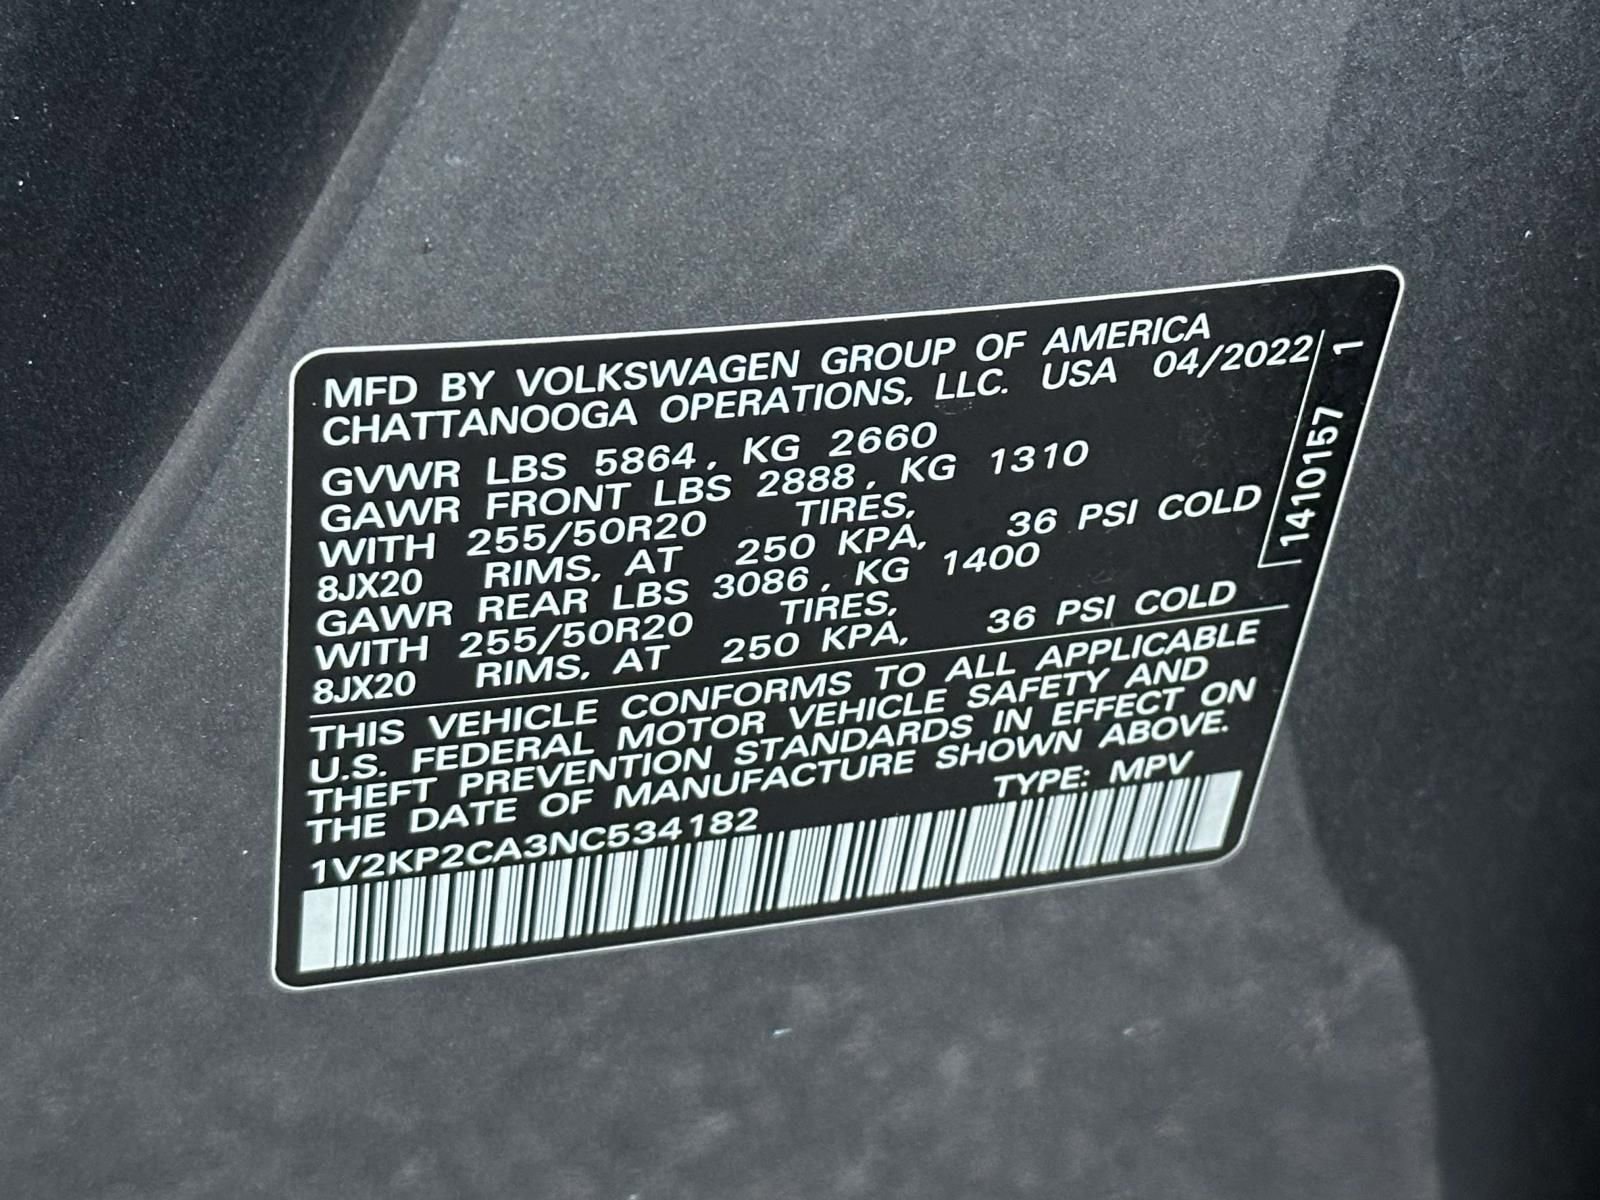 MFD BY VOLKSWAGEN GROUP OF AMERICA
CHATTANOOGA OPERATIONS, LLC. USA 04/2022
GVWR LBS 5864, KG 2660
GAWR FRONT LBS 2888, KG 1310
WITH 255/50R20 TIRES,
8JX20 RIMS, AT 250 KPA, 36 PSI COLD
GAWR REAR LBS 3086, KG 1400
WITH 255/50R20 TIRES,
8JX20 RIMS, AT 250 KPA, 36 PSI COLD
THIS VEHICLE CONFORMS TO ALL APPLICABLE
U.S. FEDERAL MOTOR VEHICLE SAFETY AND
THEFT PREVENTION STANDARDS IN EFFECT ON
THE DATE OF MANUFACTURE SHOWN ABOVE.
1V2KP2CA3NC534182 TYPE: MPV
1410157 1